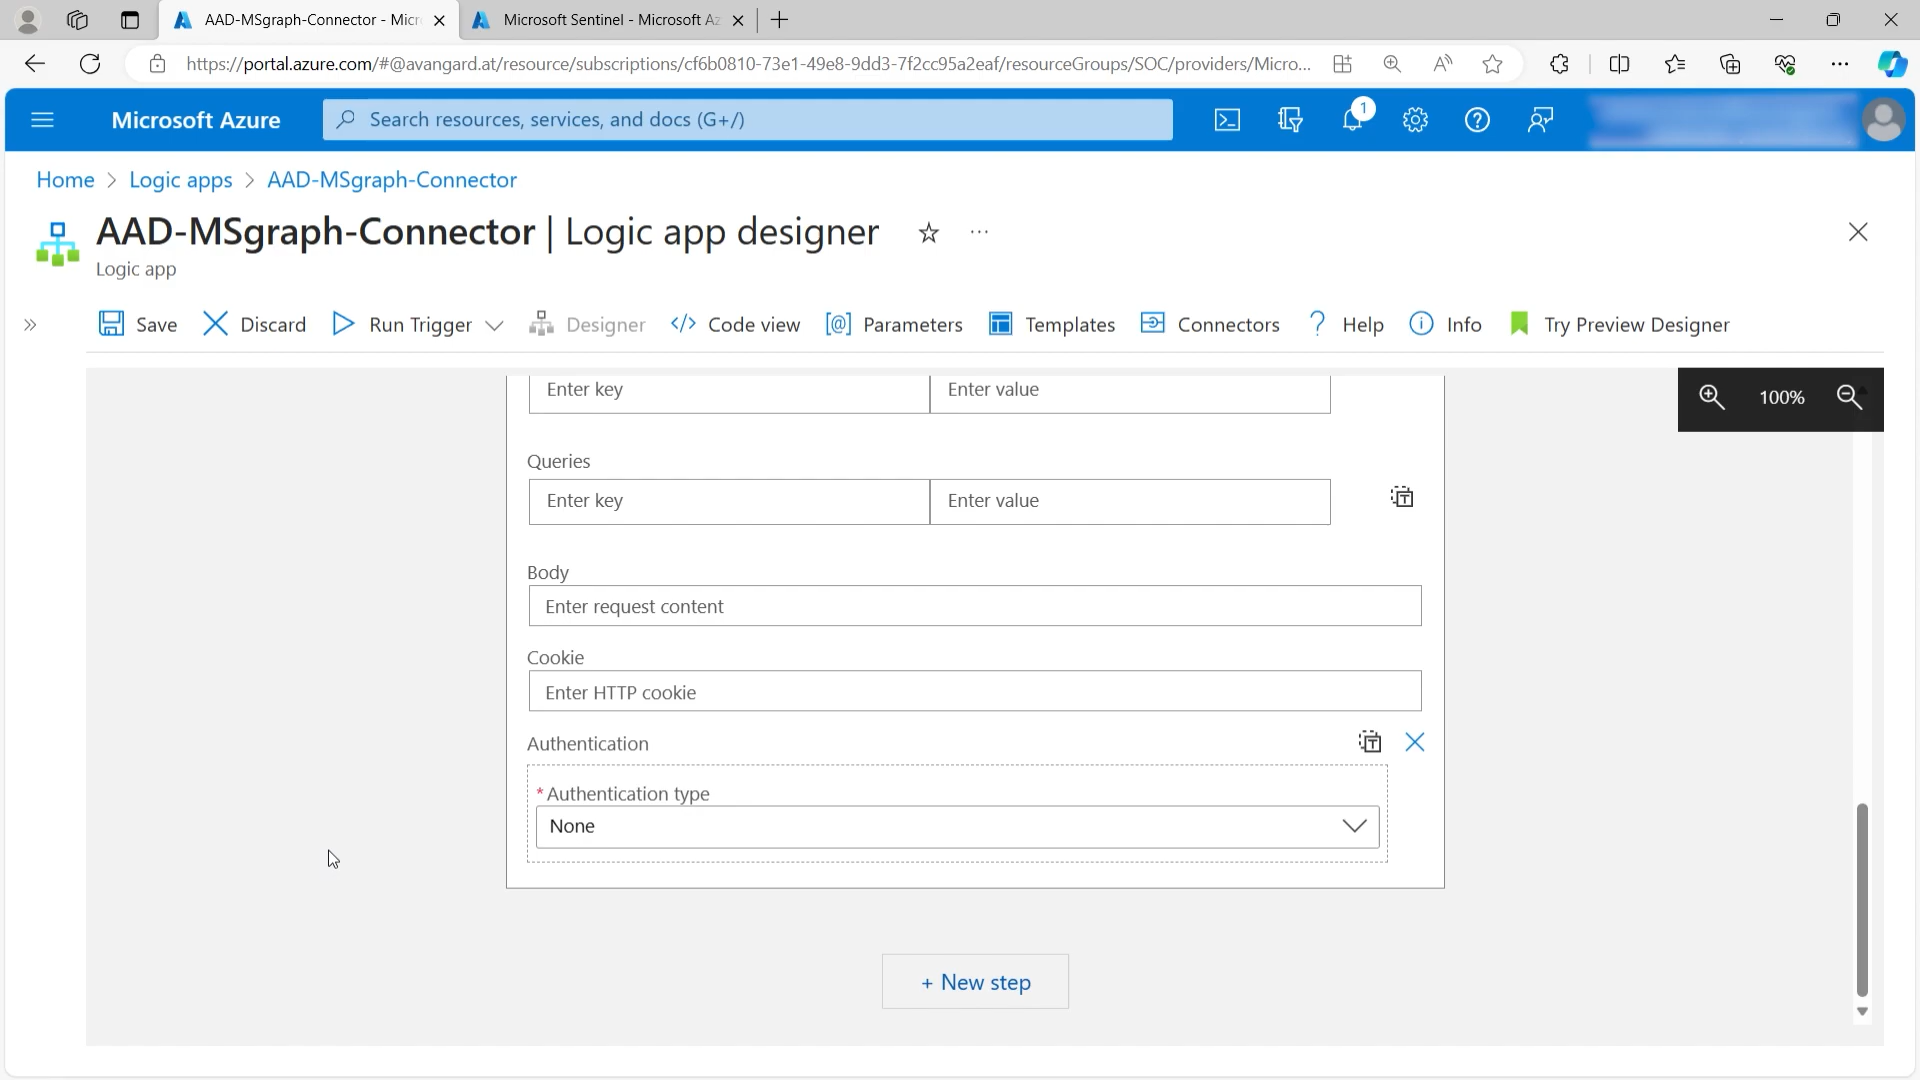 AAD-MSgraph-Connector - Micr
Microsoft Sentinel - Microsoft Az
https://portal.azure.com/#@avangard.at/resource/subscriptions/cf6b0810-73e1-49e8-9dd3-7f2cc95a2eaf/resourceGroups/SOC/providers/Micro...
Microsoft Azure
Search resources, services, and docs (G+/)
1
Home > Logic apps > AAD-MSgraph-Connector
AAD-MSgraph-Connector | Logic app designer
Logic app
Save
Discard
Run Trigger
Designer
Code view
Parameters
Templates
Connectors
Help
Info
Try Preview Designer
100%
Enter key
Enter value
Queries
Enter key
Enter value
Body
Enter request content
Cookie
Enter HTTP cookie
Authentication
* Authentication type
None
+ New step